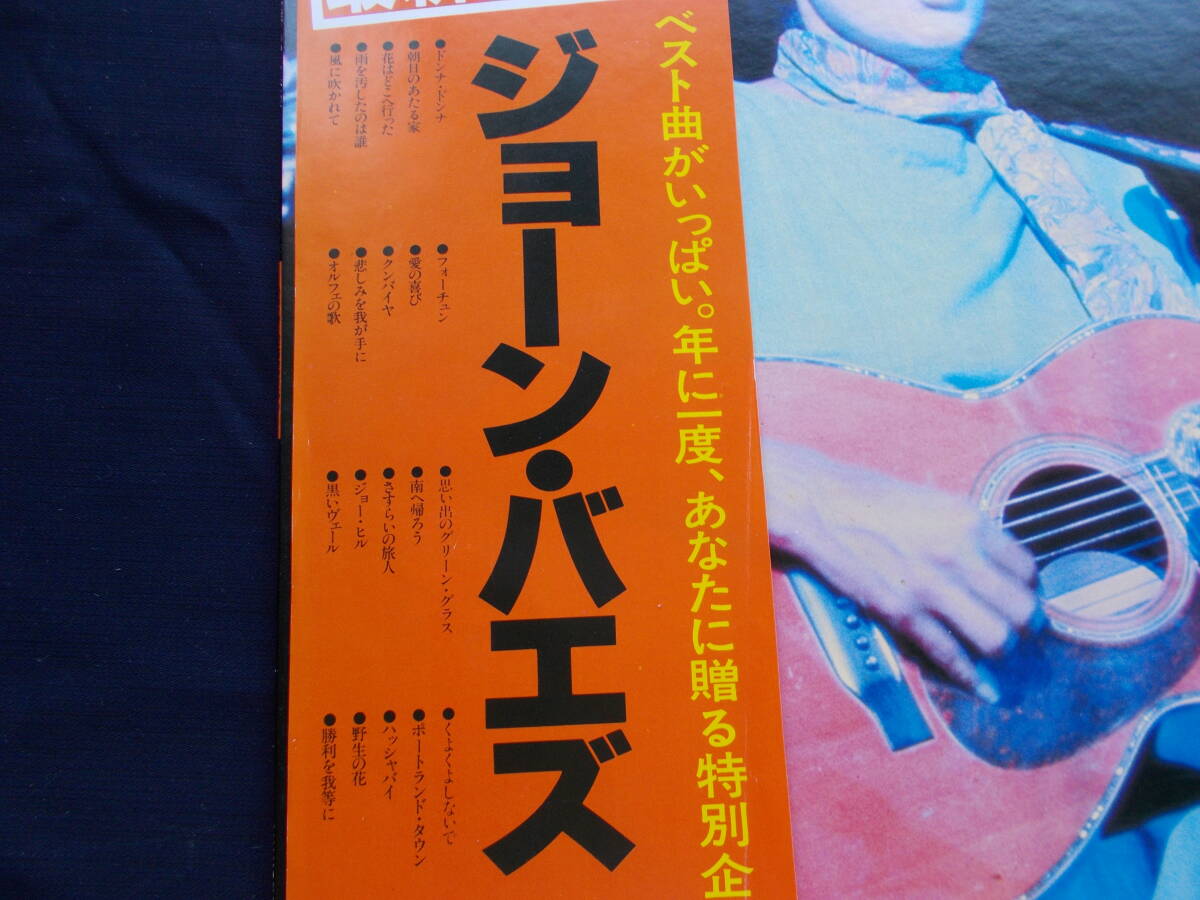 ベスト曲がいっぱい。年に一度、あなたに贈る特別企
ジョーン・バエズ
●ドンナ・ドンナ
●朝日のあたる家
●花はどこへ行った
●雨を汚したのは誰
●風に吹かれて
●フォーチュン
●愛の喜び
●クンバイヤ
●悲しみを我が手に
●オルフェの歌
●思い出のグリーン・グラス
●南へ帰ろう
●さすらいの旅人
●ジョー・ヒル
●黒いヴェール
●くよくよしないで
●ポートランド・タウン
●ハッシャバイ
●野生の花
●勝利を我等に